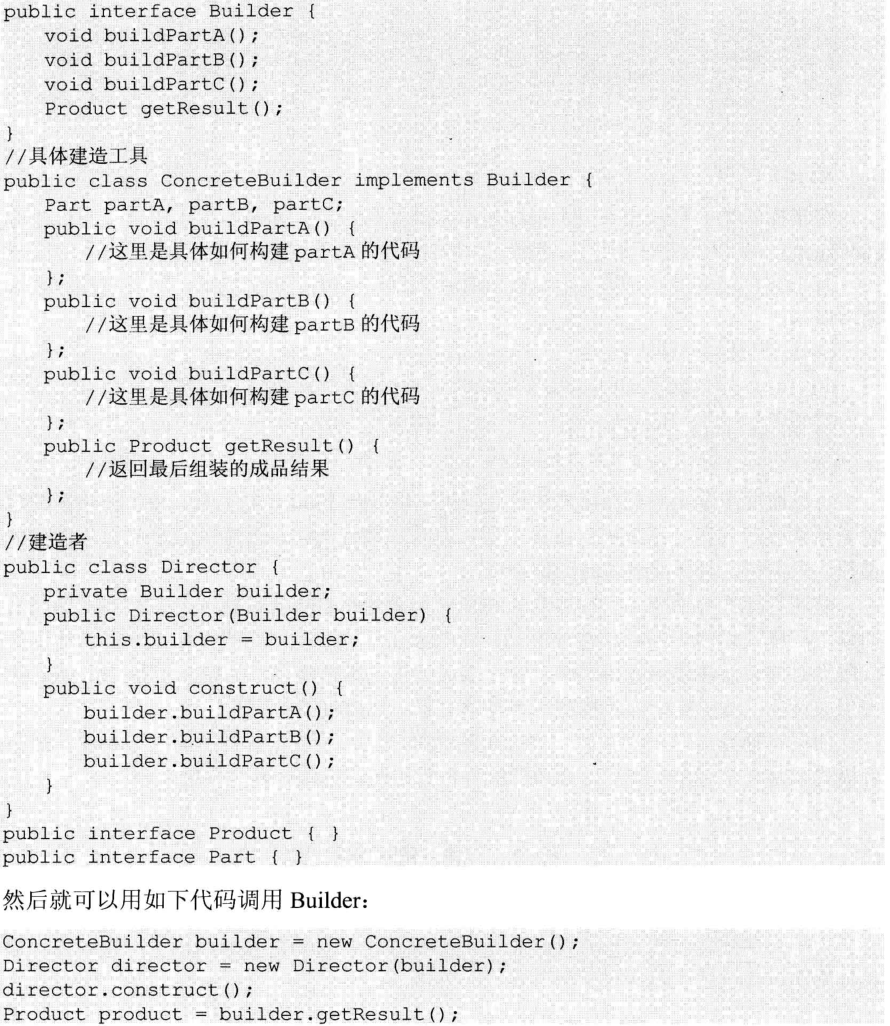 public interface Builder {
    void buildPartA();
    void buildPartB();
    void buildPartC();
    Product getResult();
}
//具体建造工具
public class ConcreteBuilder implements Builder {
    Part partA, partB, partC;
    public void buildPartA() {
        //这里是具体如何构建 partA 的代码
    };
    public void buildPartB() {
        //这里是具体如何构建 partB 的代码
    };
    public void buildPartC() {
        //这里是具体如何构建 partC 的代码
    };
    public Product getResult() {
        //返回最后组装的成品结果
    };
}
//建造者
public class Director {
    private Builder builder;
    public Director(Builder builder) {
        this.builder = builder;
    }
    public void construct() {
        builder.buildPartA();
        builder.buildPartB();
        builder.buildPartC();
    }
}
public interface Product { }
public interface Part { }
然后就可以用如下代码调用 Builder:
ConcreteBuilder builder = new ConcreteBuilder();
Director director = new Director(builder);
director.construct();
Product product = builder.getResult();